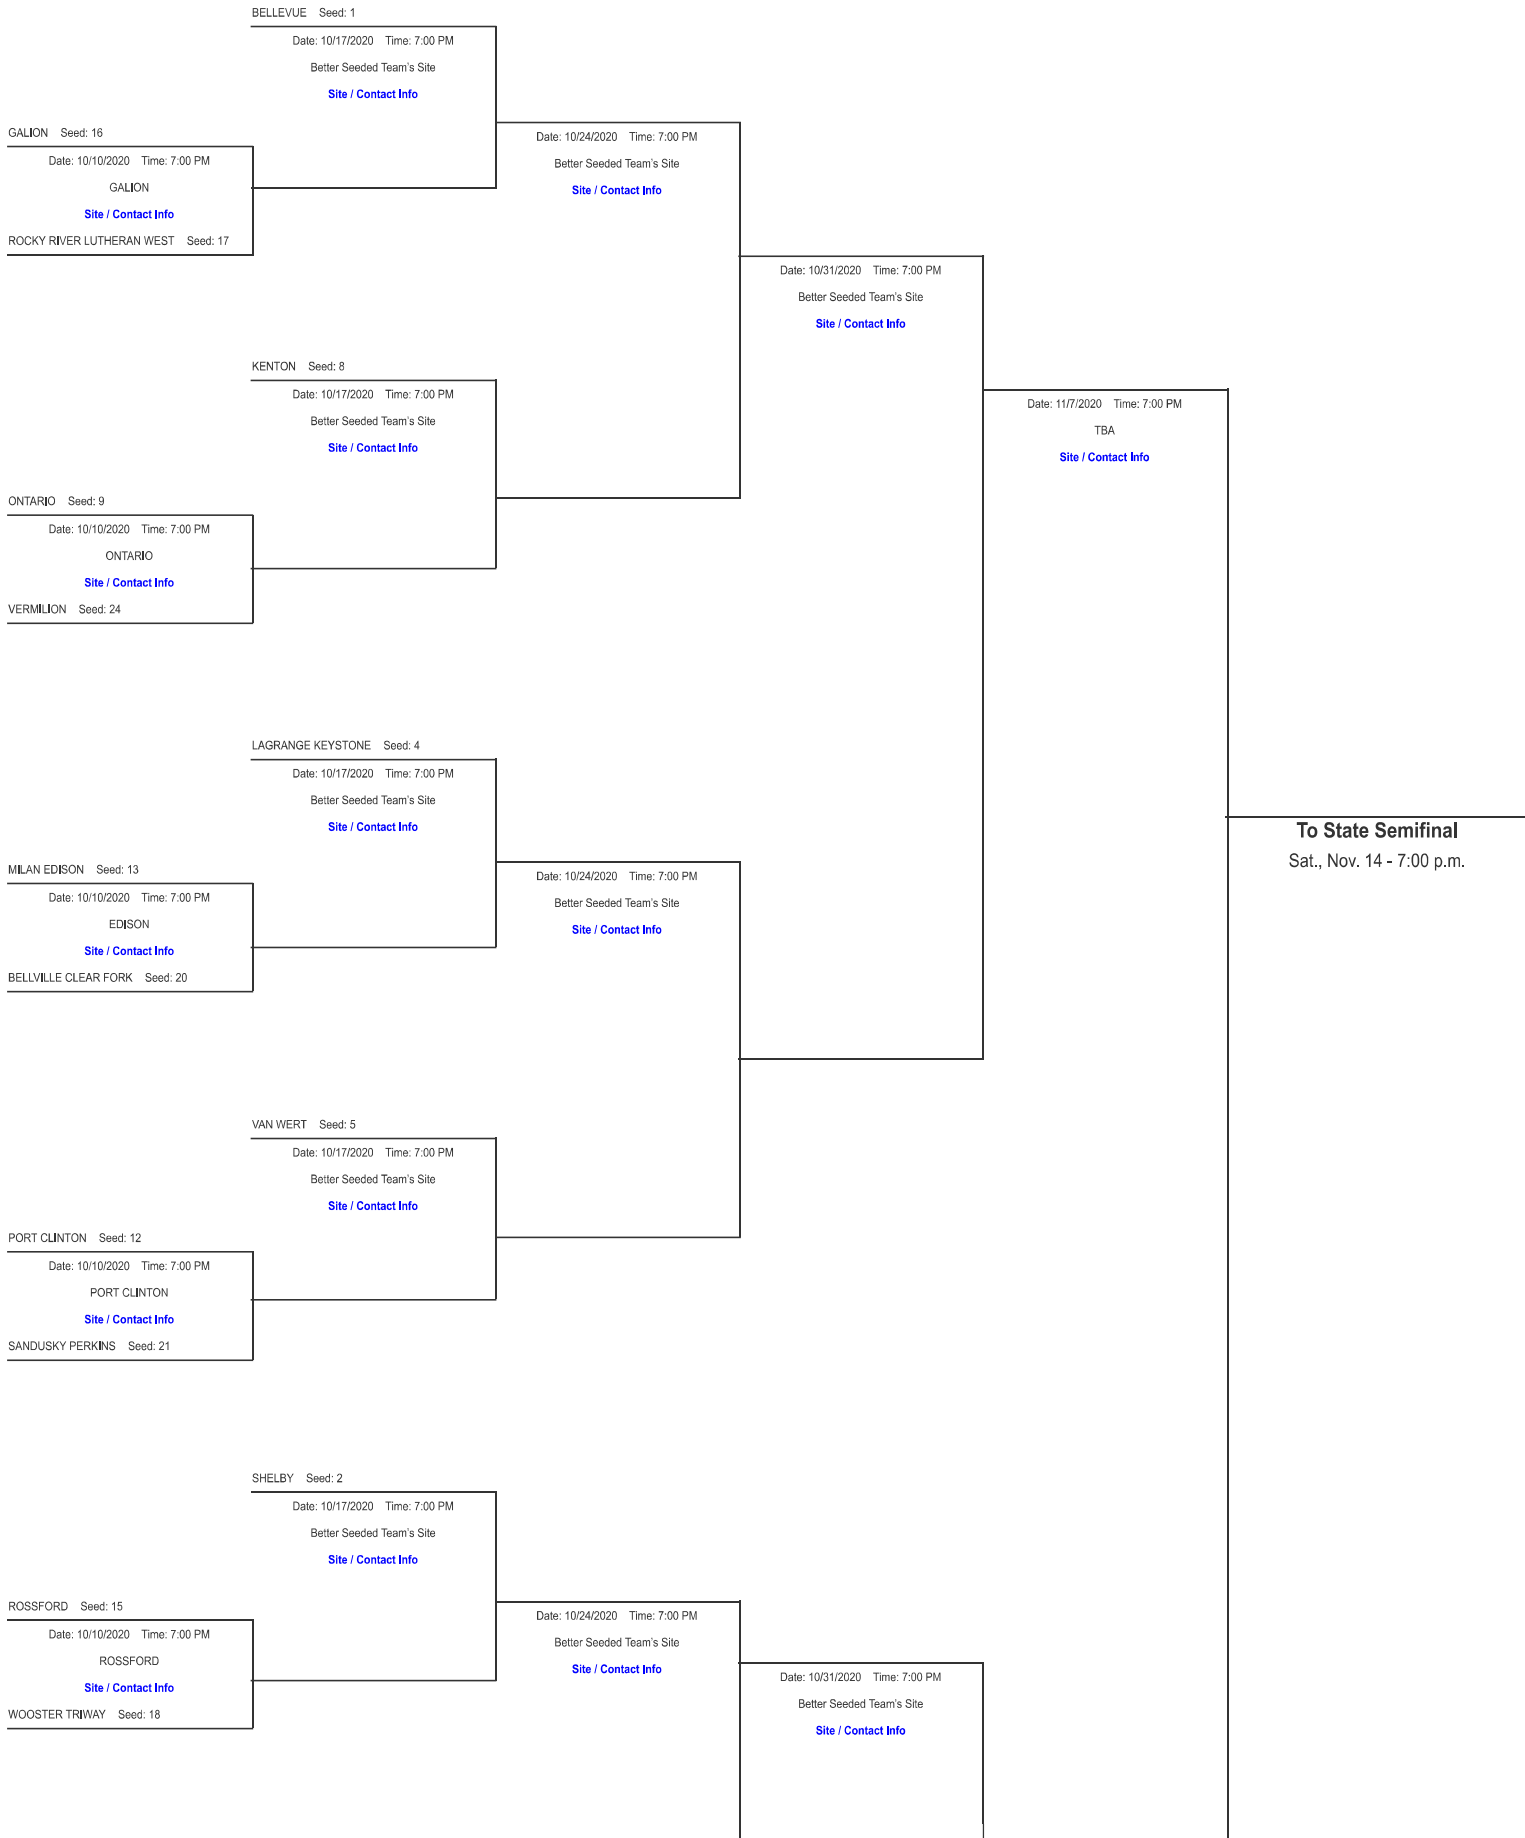 BELLEVUE Seed: 1
Date: 10/17/2020 Time: 7:00 PM
Better Seeded Team's Site
Site / Contact Info
GALION Seed: 16
Date: 10/10/2020 Time: 7:00 PM
GALION
Site / Contact Info
ROCKY RIVER LUTHERAN WEST Seed: 17
Date: 10/24/2020 Time: 7:00 PM
Better Seeded Team's Site
Site / Contact Info
Date: 10/31/2020 Time: 7:00 PM
Better Seeded Team's Site
Site / Contact Info
KENTON Seed: 8
Date: 10/17/2020 Time: 7:00 PM
Better Seeded Team's Site
Site / Contact Info
Date: 11/7/2020 Time: 7:00 PM
TBA
Site / Contact Info
ONTARIO Seed: 9
Date: 10/10/2020 Time: 7:00 PM
ONTARIO
Site / Contact Info
VERMILION Seed: 24
LAGRANGE KEYSTONE Seed: 4
Date: 10/17/2020 Time: 7:00 PM
Better Seeded Team's Site
Site / Contact Info
To State Semifinal
Sat., Nov. 14 - 7:00 p.m.
MILAN EDISON Seed: 13
Date: 10/10/2020 Time: 7:00 PM
EDISON
Site / Contact Info
BELLVILLE CLEAR FORK Seed: 20
Date: 10/24/2020 Time: 7:00 PM
Better Seeded Team's Site
Site / Contact Info
VAN WERT Seed: 5
Date: 10/17/2020 Time: 7:00 PM
Better Seeded Team's Site
Site / Contact Info
PORT CLINTON Seed: 12
Date: 10/10/2020 Time: 7:00 PM
PORT CLINTON
Site / Contact Info
SANDUSKY PERKINS Seed: 21
SHELBY Seed: 2
Date: 10/17/2020 Time: 7:00 PM
Better Seeded Team's Site
Site / Contact Info
ROSSFORD Seed: 15
Date: 10/10/2020 Time: 7:00 PM
ROSSFORD
Site / Contact Info
WOOSTER TRIWAY Seed: 18
Date: 10/24/2020 Time: 7:00 PM
Better Seeded Team's Site
Site / Contact Info
Date: 10/31/2020 Time: 7:00 PM
Better Seeded Team's Site
Site / Contact Info